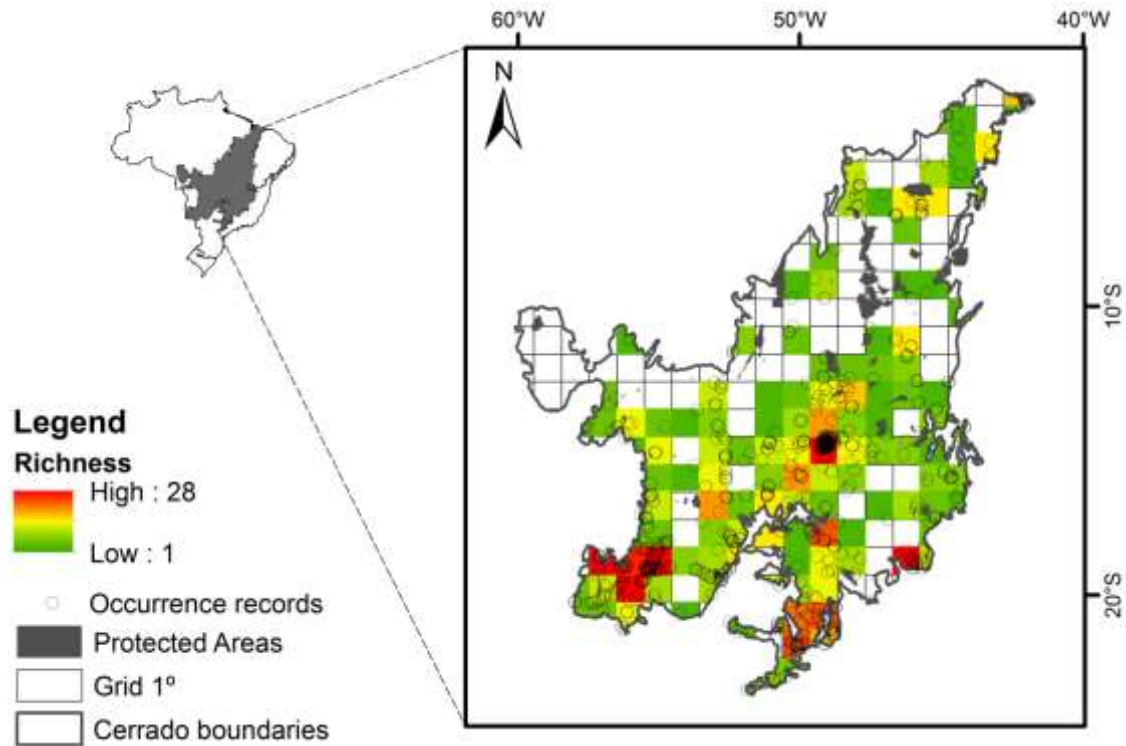 60°W 50°W 40°W
N
10°S
20°S
Legend
Richness
High : 28
Low : 1
Occurrence records
Protected Areas
Grid 1º
Cerrado boundaries